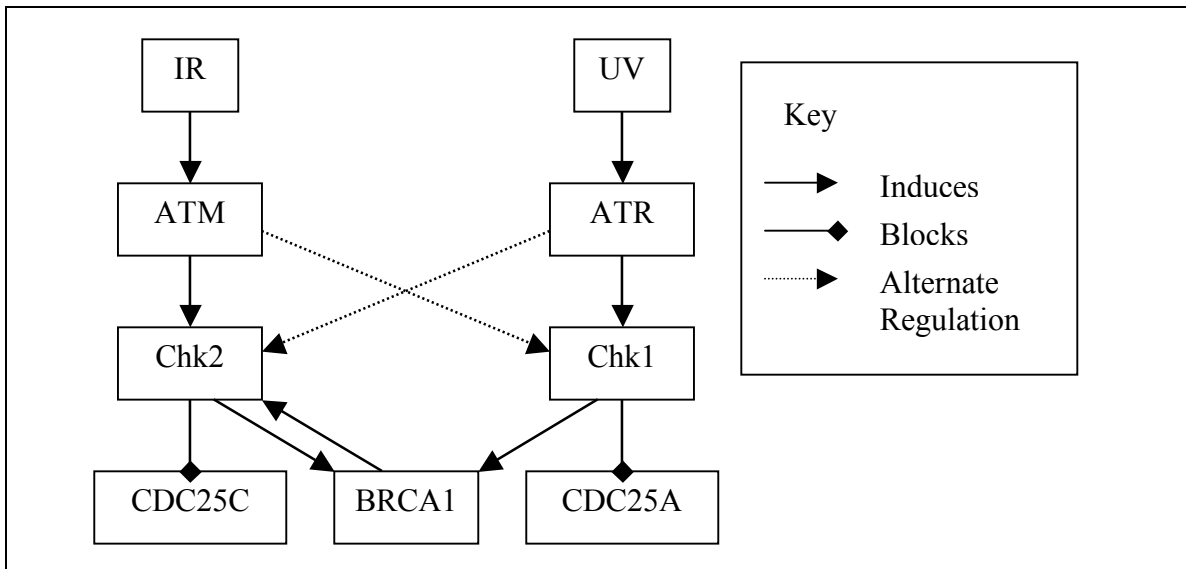 IR
UV
ATM
ATR
Chk2
Chk1
CDC25C
BRCA1
CDC25A
Key
Induces
Blocks
Alternate
Regulation